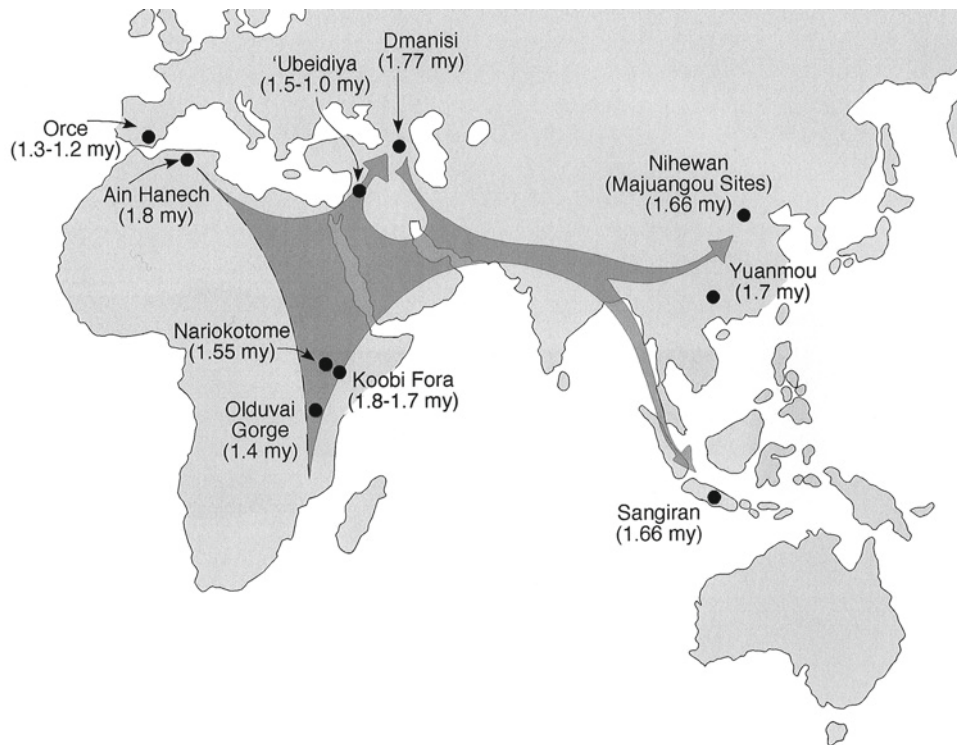 Dmanisi
(1.77 my)
‘Ubeidiya
(1.5-1.0 my)
Orce
(1.3-1.2 my)
Ain Hanech
(1.8 my)
Nihewan
(Majuangou Sites)
(1.66 my)
Yuanmou
(1.7 my)
Nariokotome
(1.55 my)
Koobi Fora
(1.8-1.7 my)
Olduvai
Gorge
(1.4 my)
Sangiran
(1.66 my)